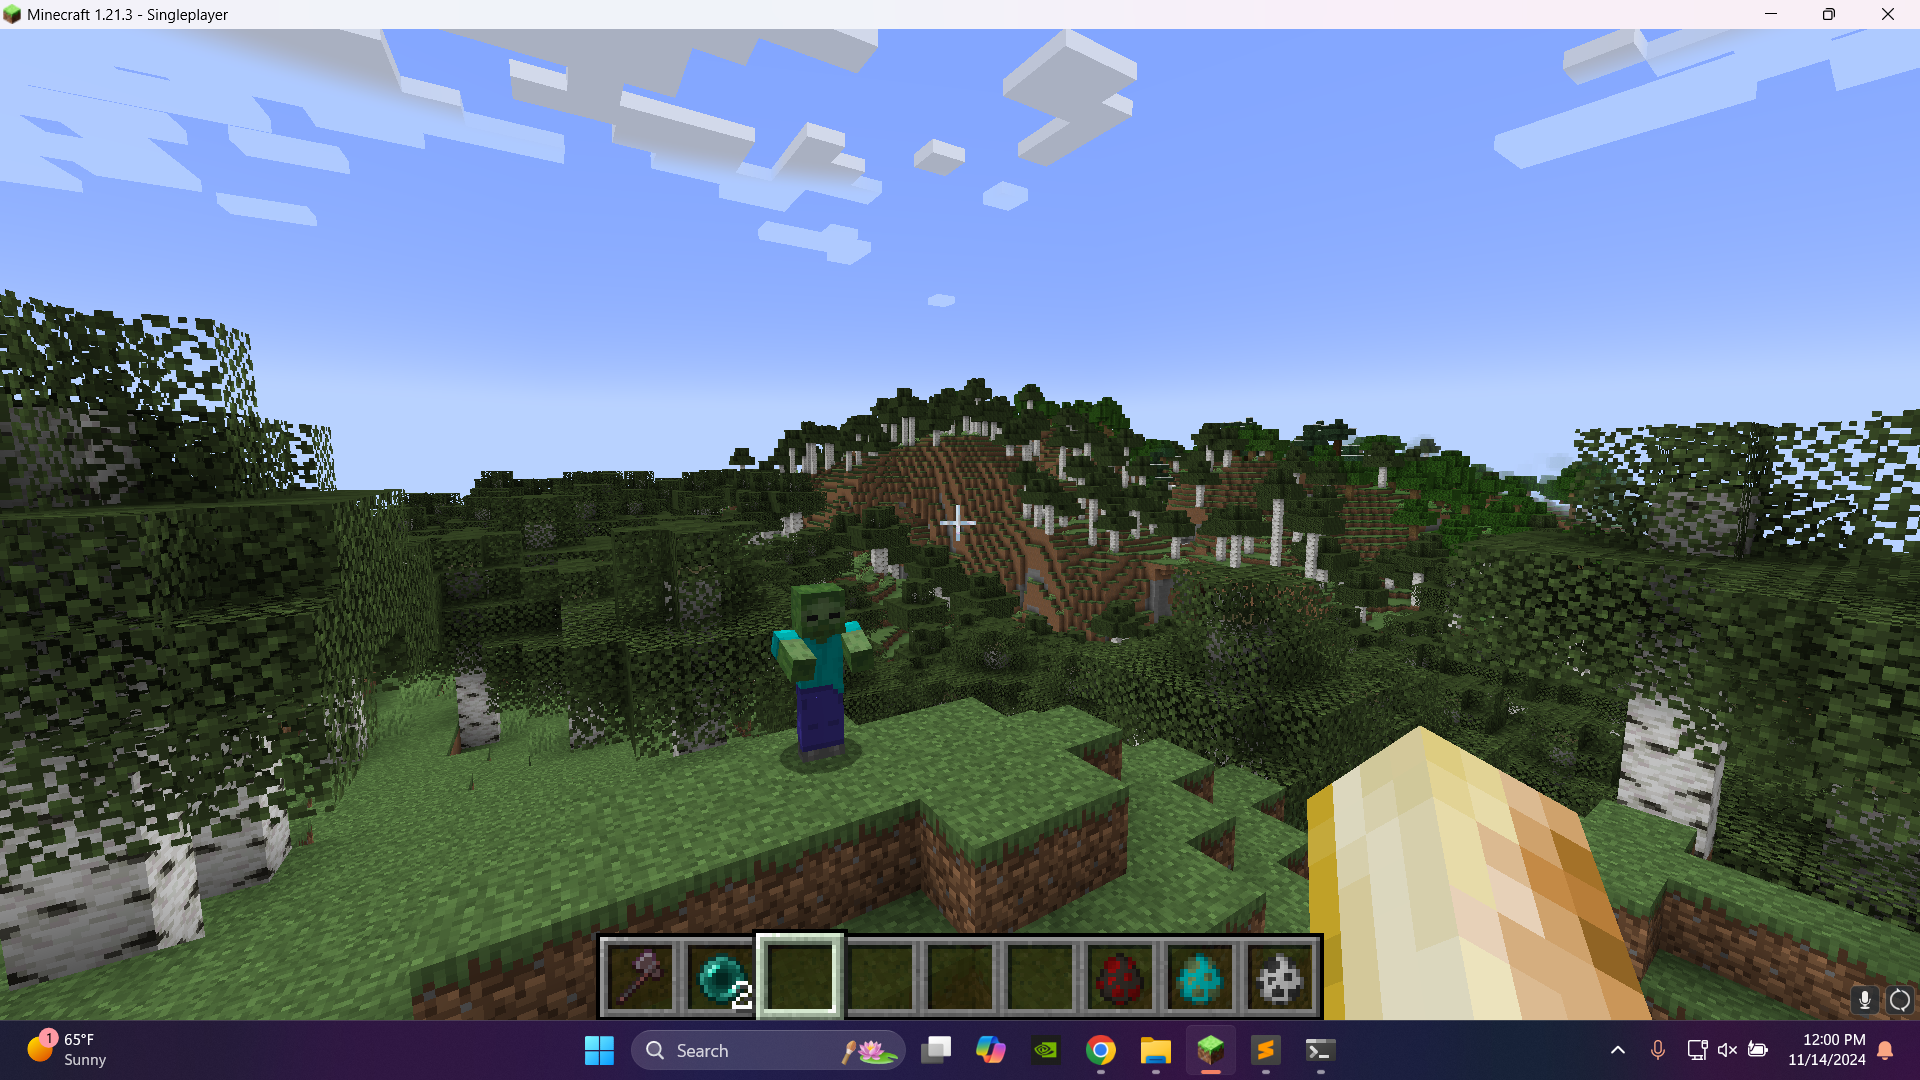 Minecraft 1.21.3 - Singleplayer
2
1
65°F
Sunny
Search
12:00 PM
11/14/2024